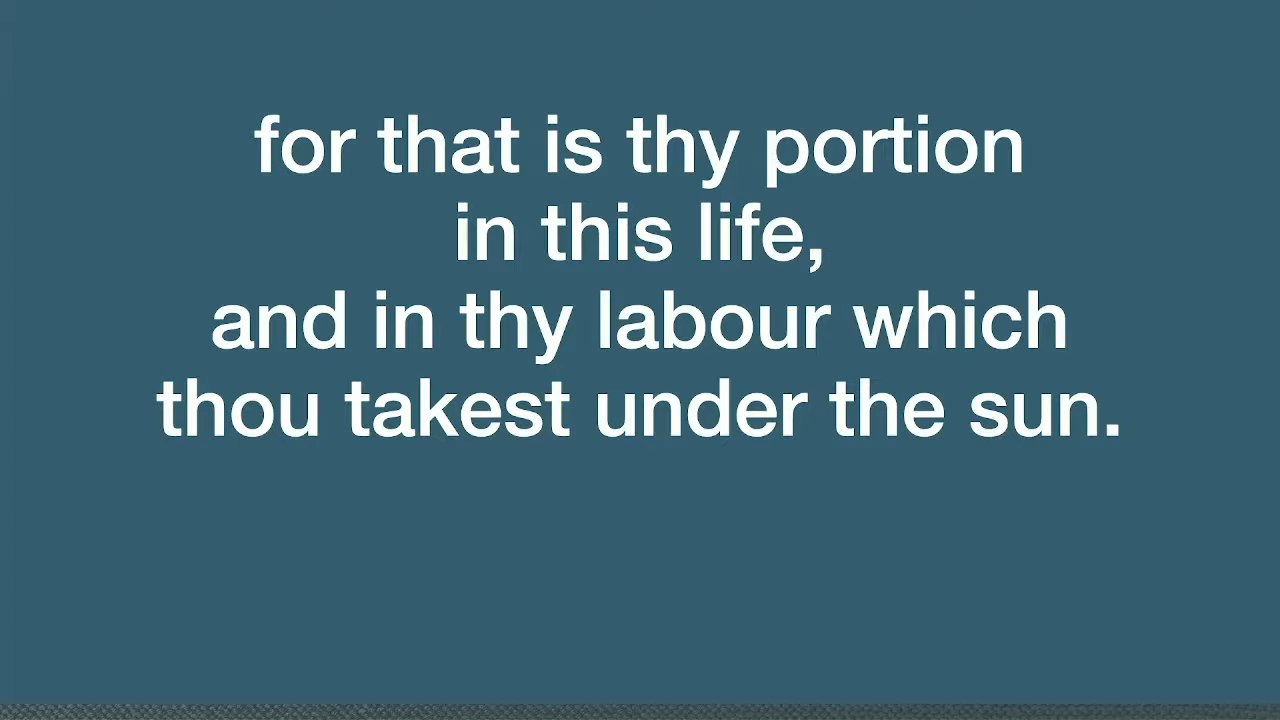 for that is thy portion
in this life,
and in thy labour which
thou takest under the sun.